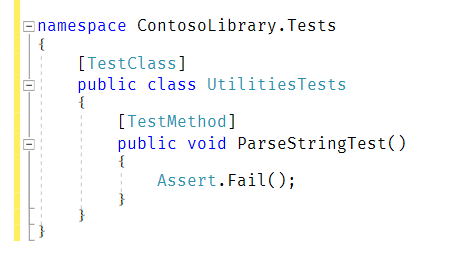 namespace ContosoLibrary.Tests
{
    [TestClass]
    public class UtilitiesTests
    {
        [TestMethod]
        public void ParseStringTest()
        {
            Assert.Fail();
        }
    }
}